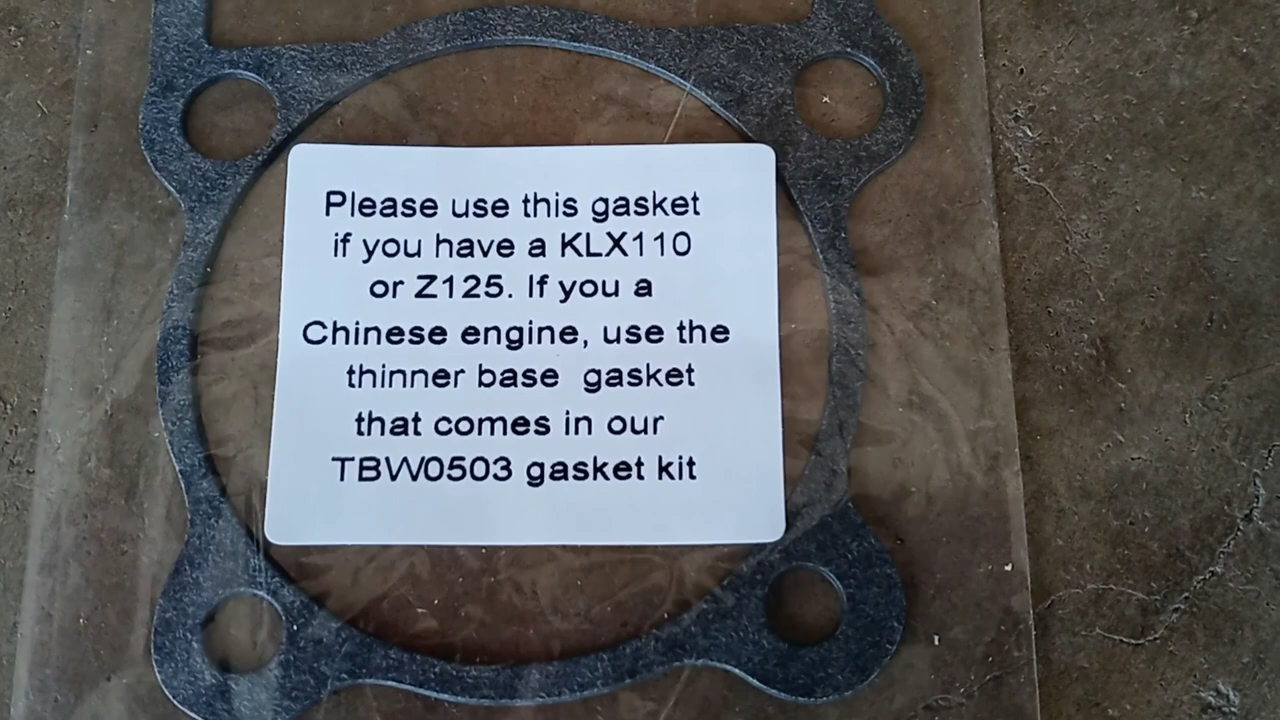 Please use this gasket
if you have a KLX110
or Z125. If you a
Chinese engine, use the
thinner base gasket
that comes in our
TBW0503 gasket kit